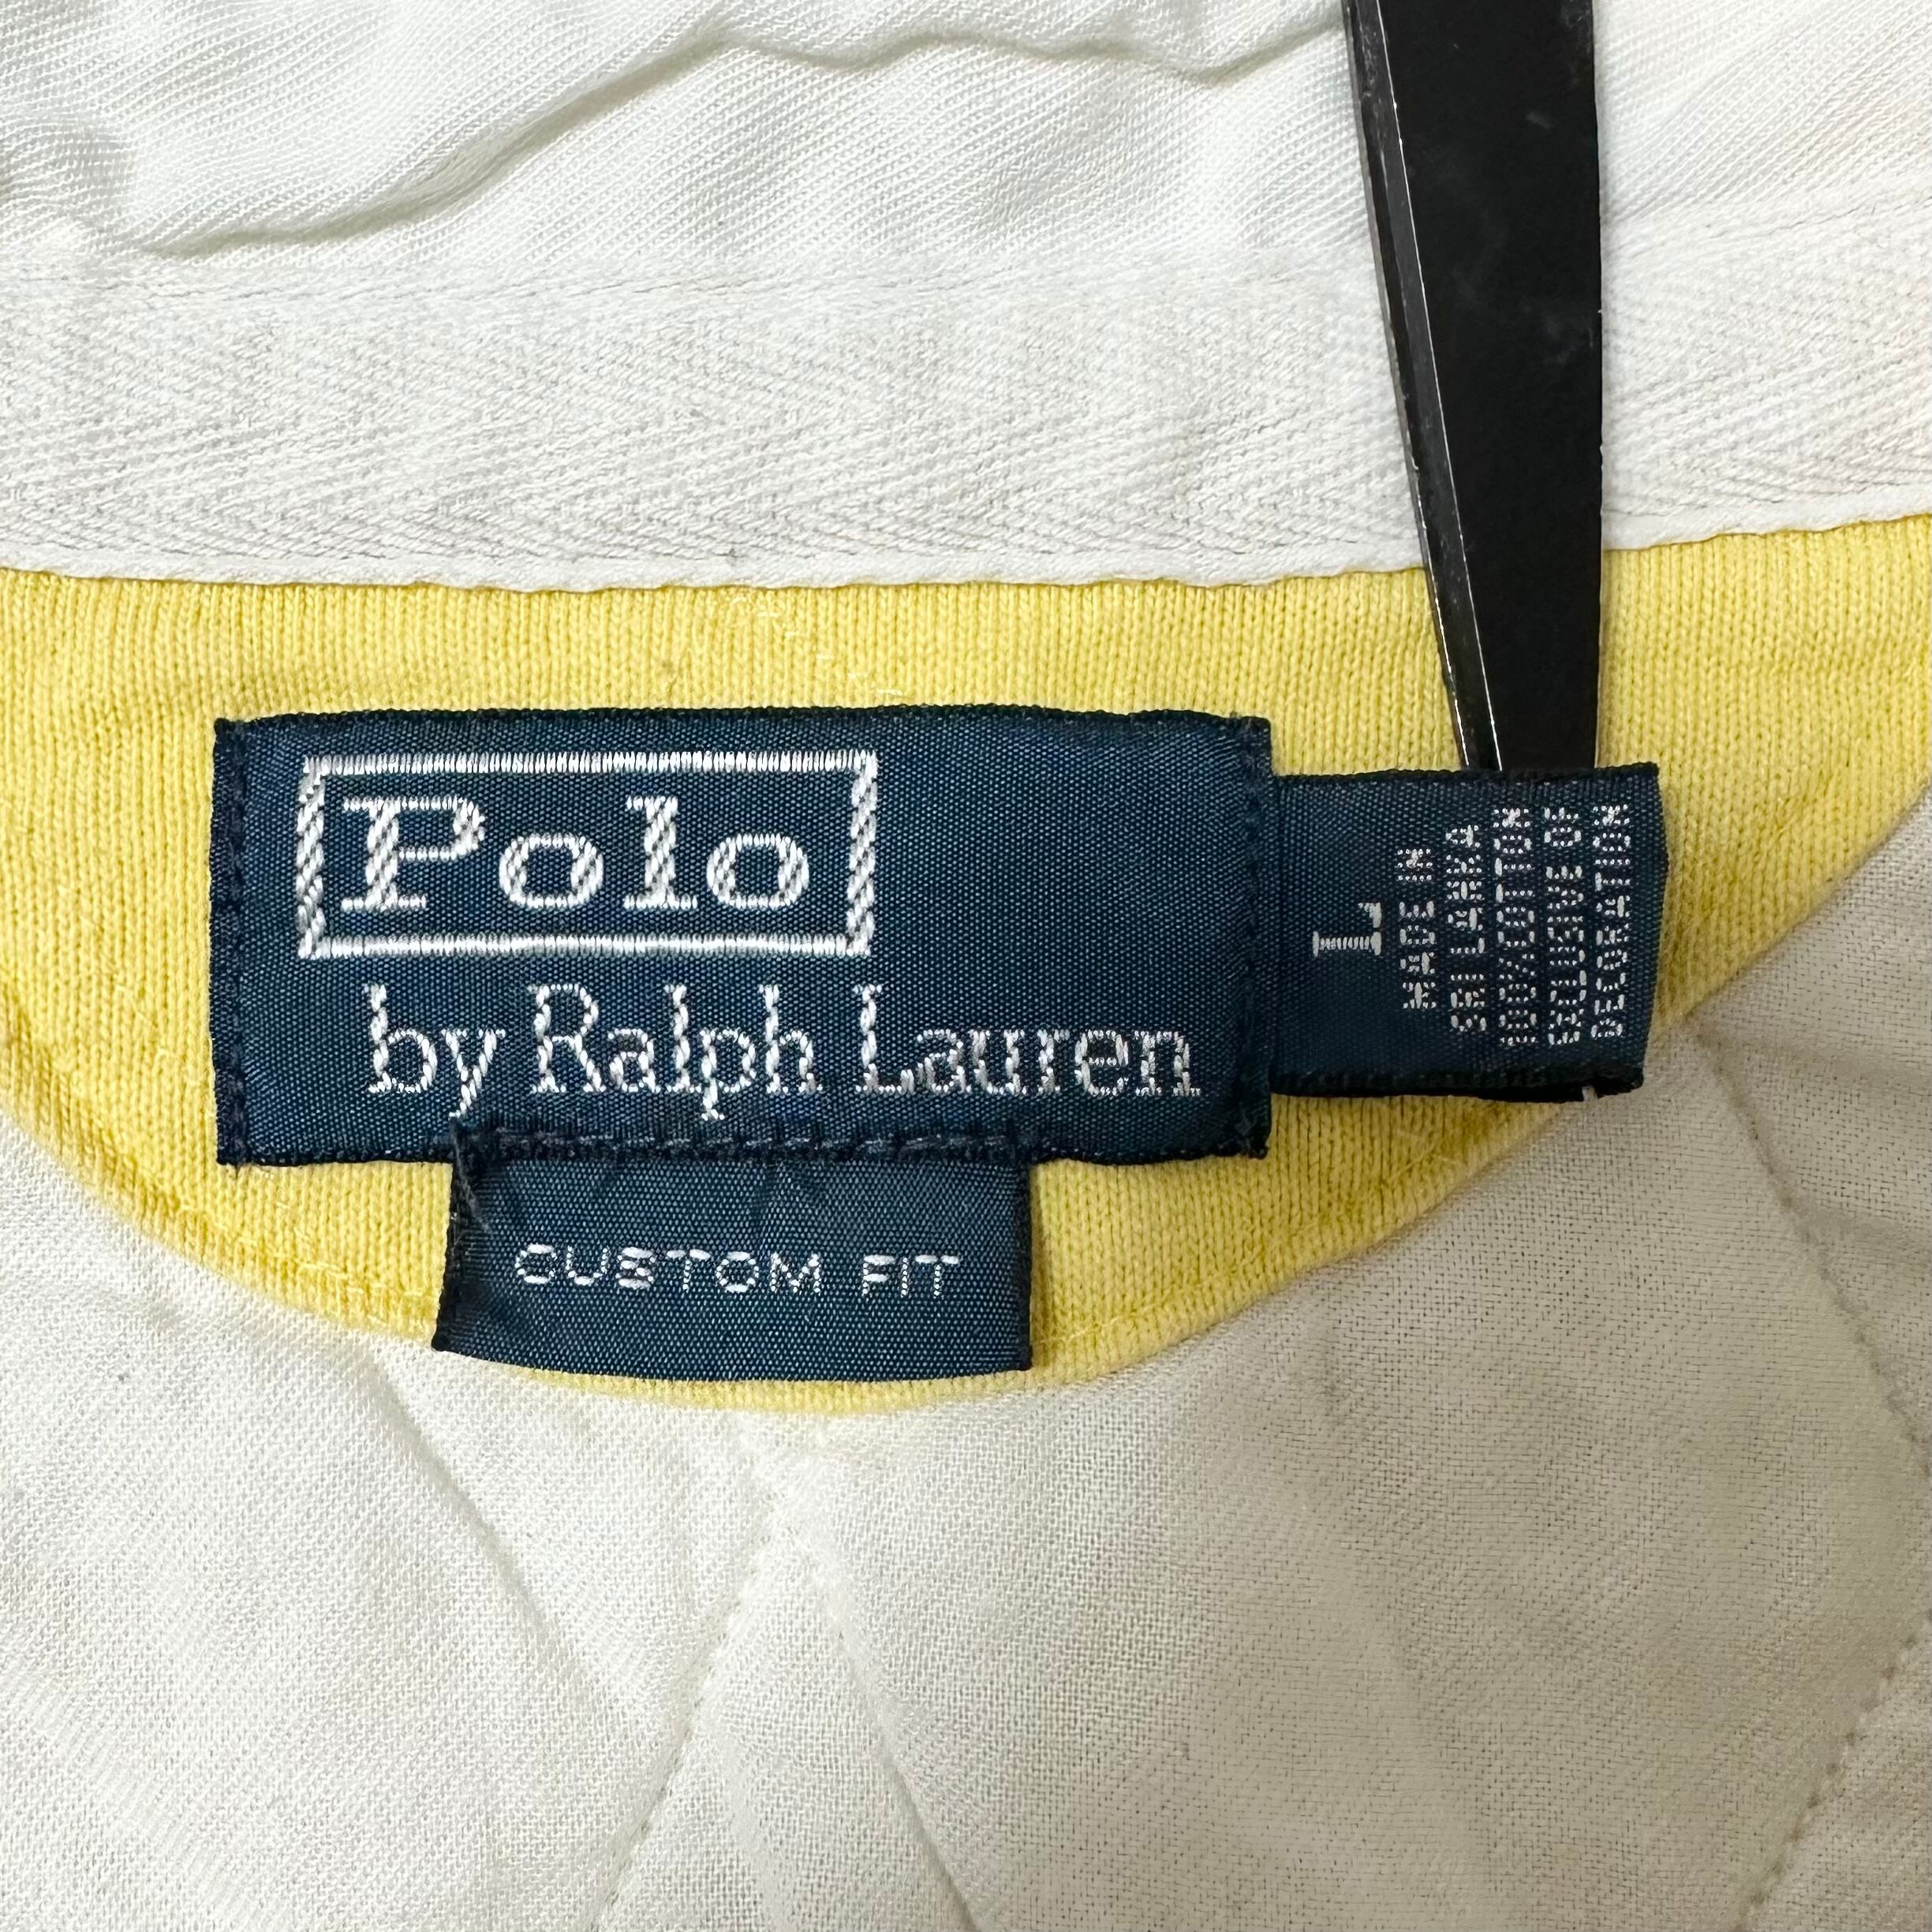 Polo
by Ralph Lauren
CUSTOM FIT
L
MADE IN
SRI LANKA
100% COTTON
EXCLUSIVE OF
DECORATION